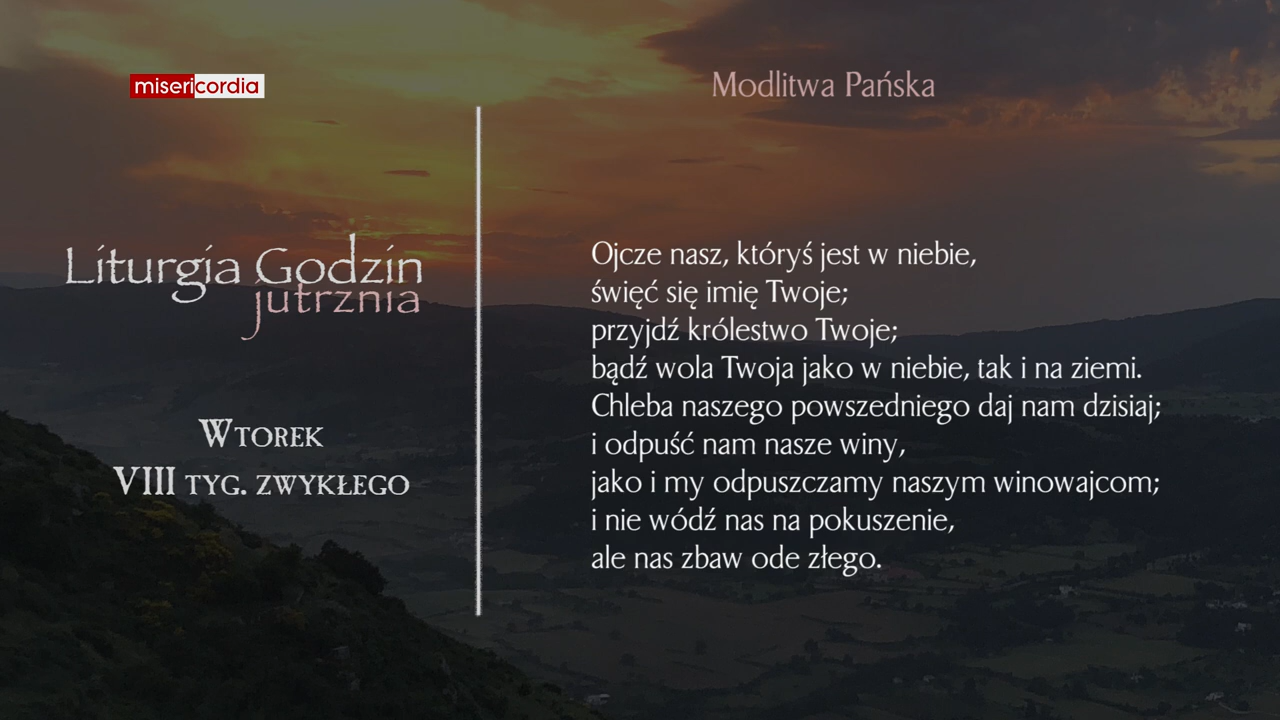 misericordia
Liturgia Godzin
jutrznia
Wtorek
VIII tyg. zwykłego
Modlitwa Pańska
Ojcze nasz, któryś jest w niebie,
święć się imię Twoje;
przyjdź królestwo Twoje;
bądź wola Twoja jako w niebie, tak i na ziemi.
Chleba naszego powszedniego daj nam dzisiaj;
i odpuść nam nasze winy,
jako i my odpuszczamy naszym winowajcom;
i nie wódź nas na pokuszenie,
ale nas zbaw ode złego.